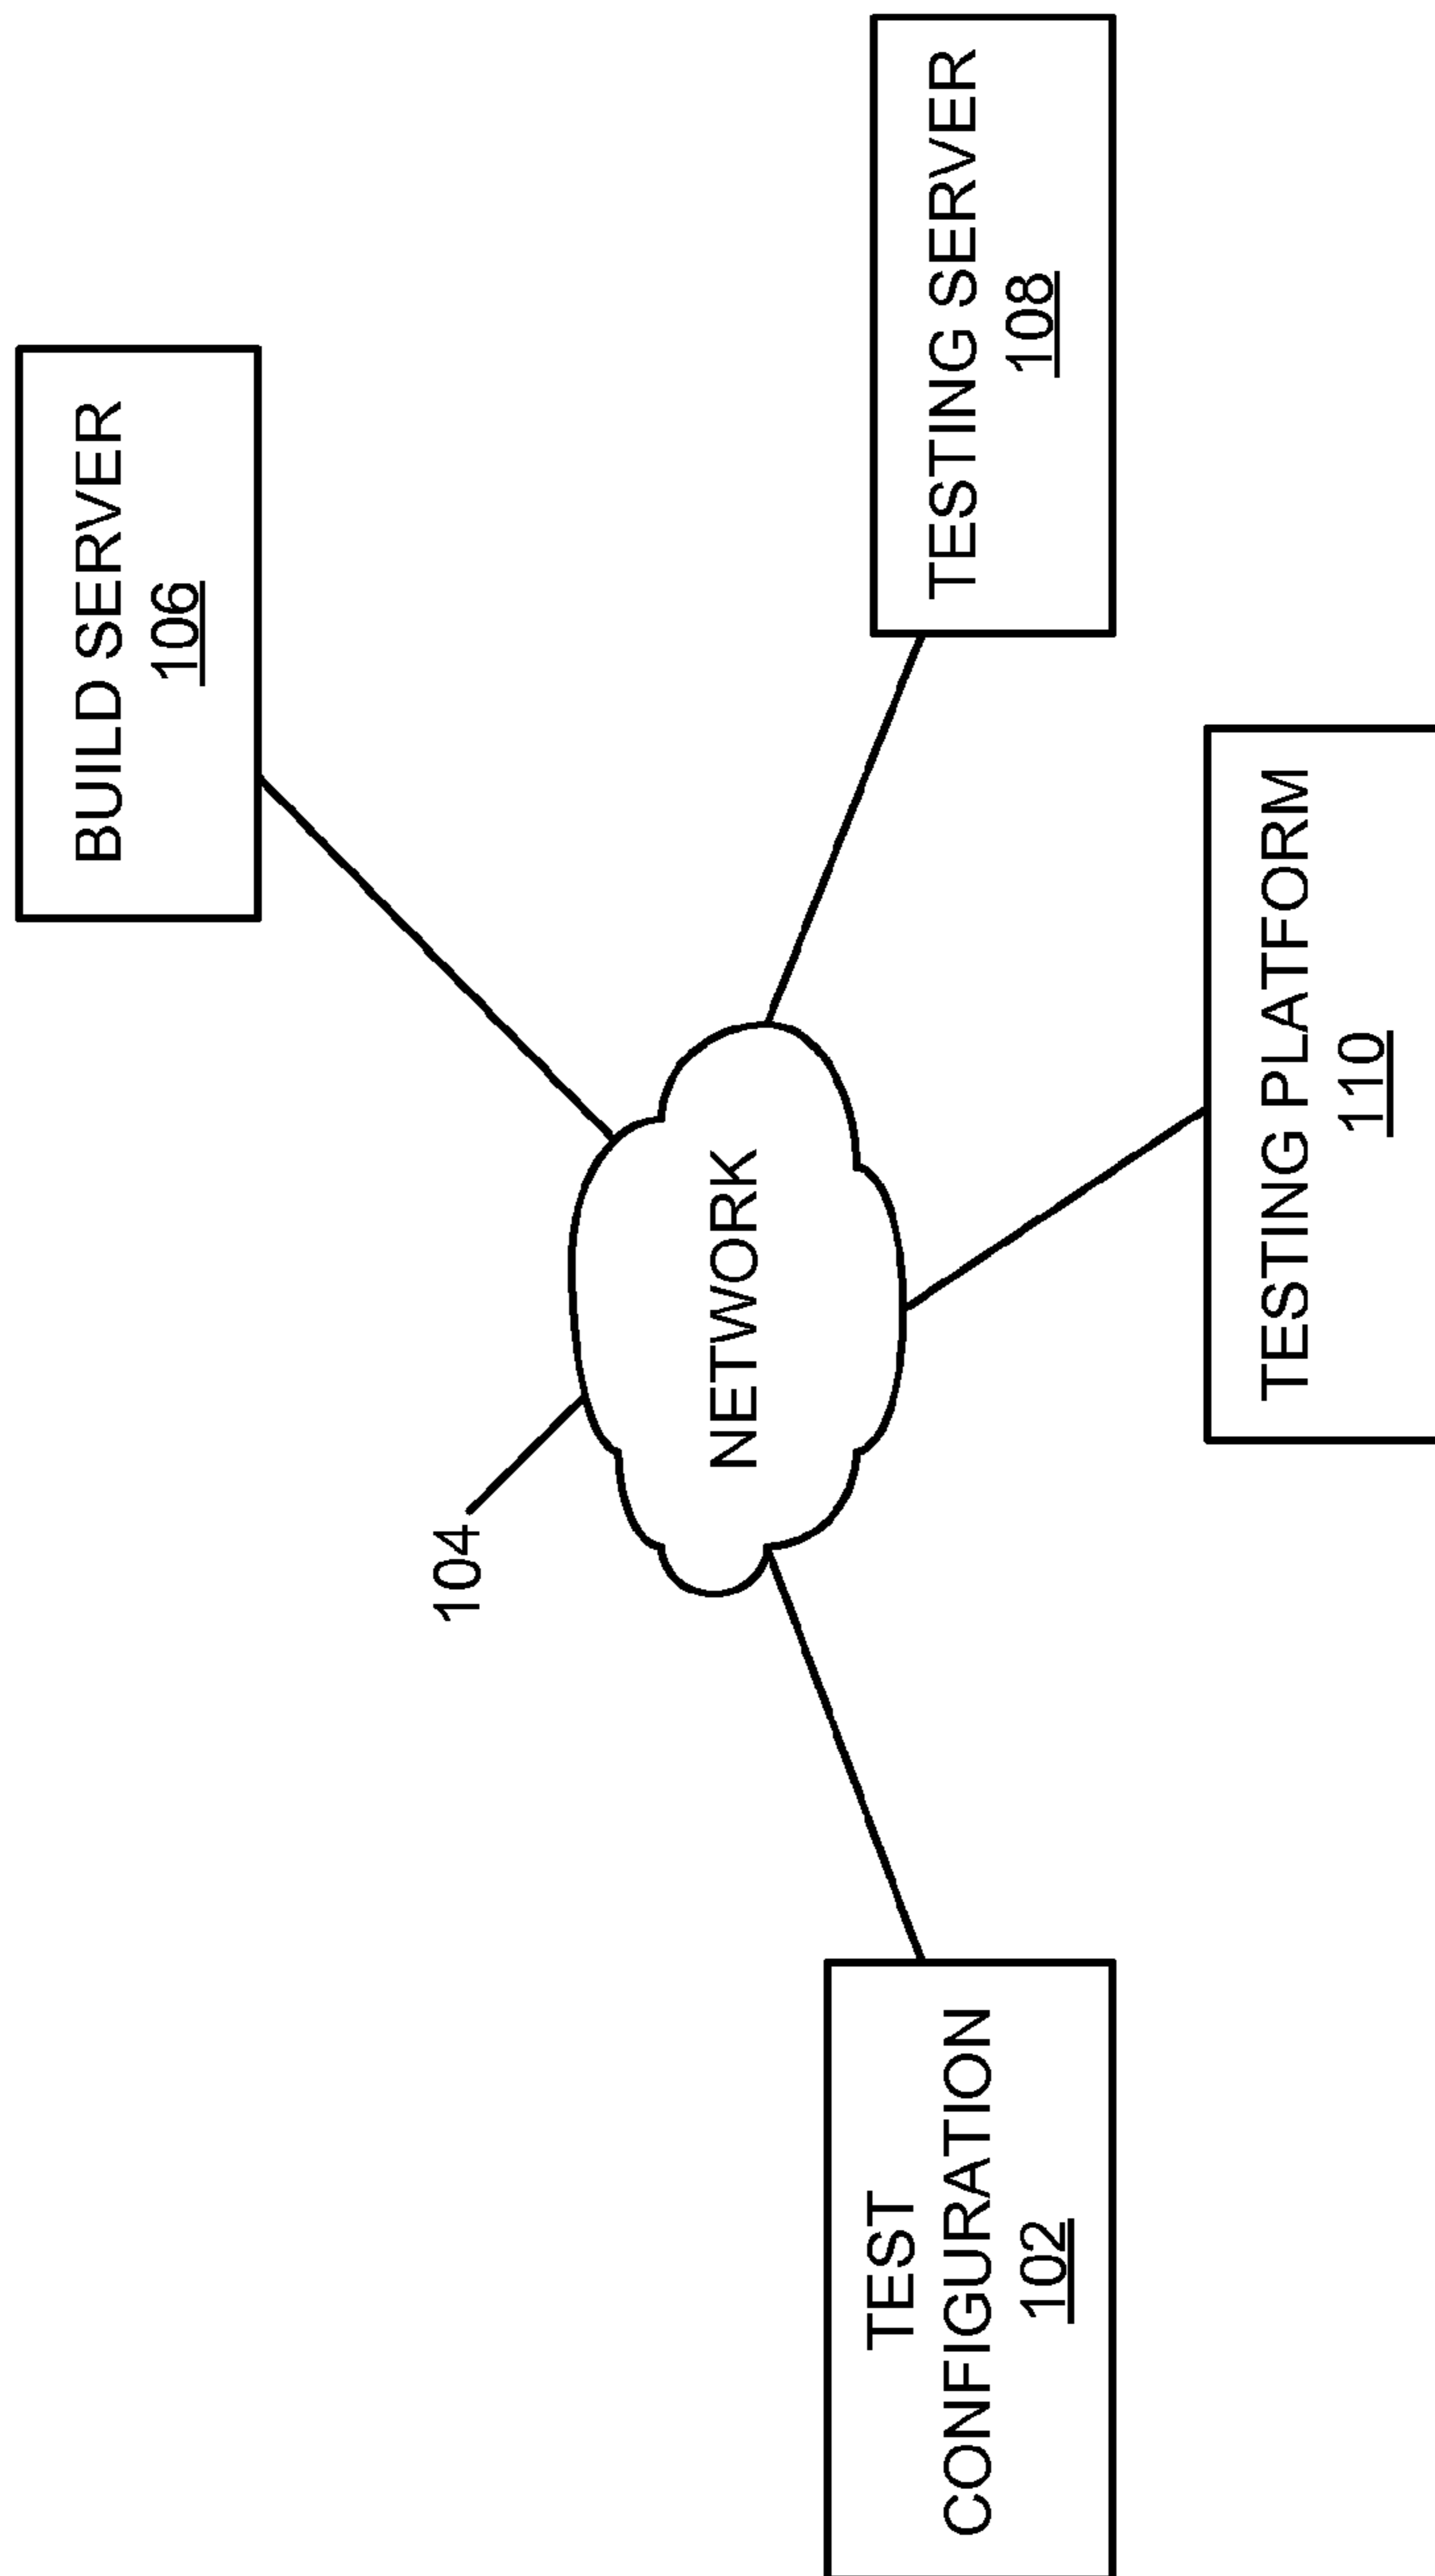 BUILD SERVER
106
104
NETWORK
TEST
CONFIGURATION
102
TESTING SERVER
108
TESTING PLATFORM
110